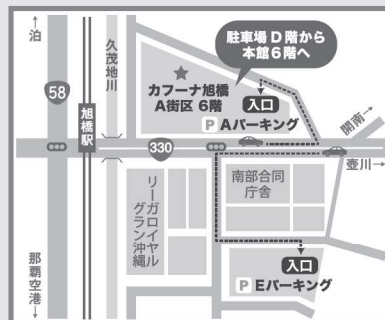 ↑泊
58
旭橋駅
那覇空港↓
久茂地川
駐車場D階から
本館6階へ
カフーナ旭橋
A街区 6階
入口
P Aパーキング
330
開南
壺川→
リーガロイヤル
グラン沖縄
南部合同
庁舎
入口
P Eパーキング